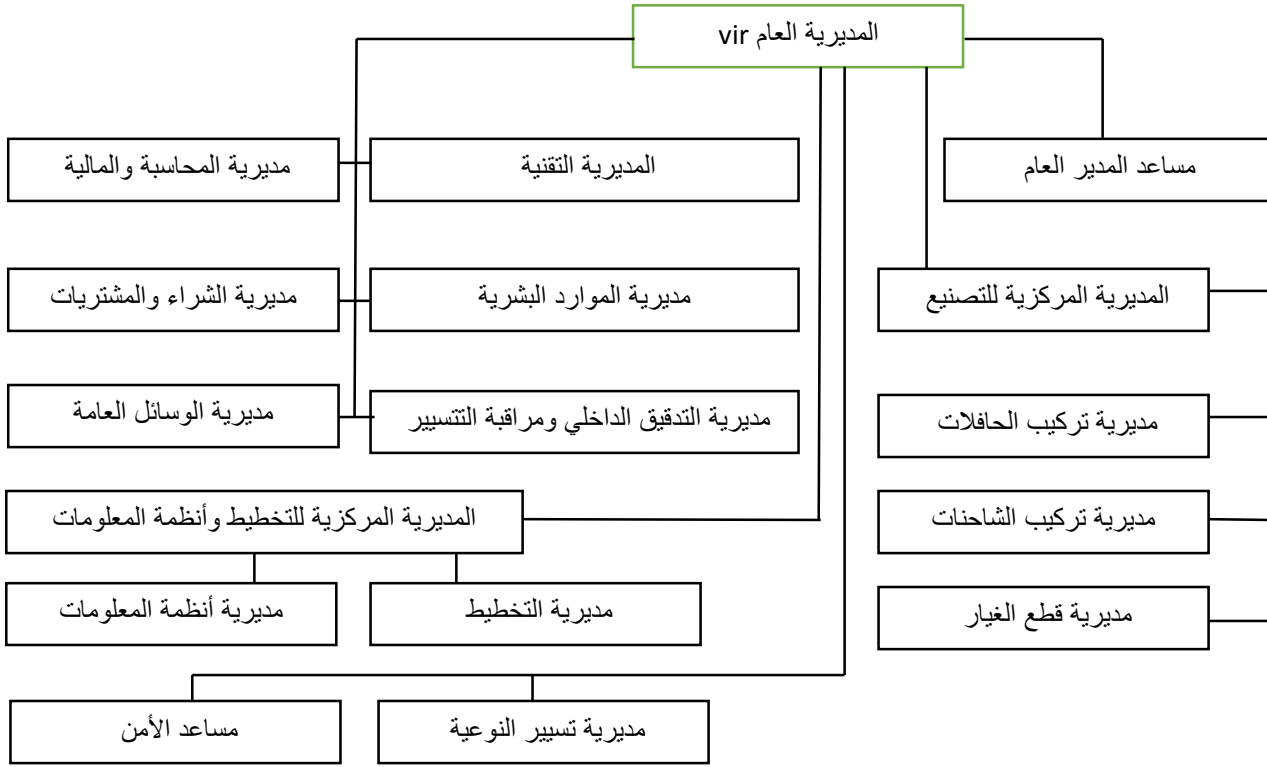 المديرية العام vir
مساعد المدير العام
المديرية التقنية
مديرية المحاسبة والمالية
المديرية المركزية للتصنيع
مديرية الموارد البشرية
مديرية الشراء والمشتريات
مديرية تركيب الحافلات
مديرية التدقيق الداخلي ومراقبة التتسيير
مديرية الوسائل العامة
مديرية تركيب الشاحنات
المديرية المركزية للتخطيط وأنظمة المعلومات
مديرية قطع الغيار
مديرية التخطيط
مديرية أنظمة المعلومات
مديرية تسيير النوعية
مساعد الأمن